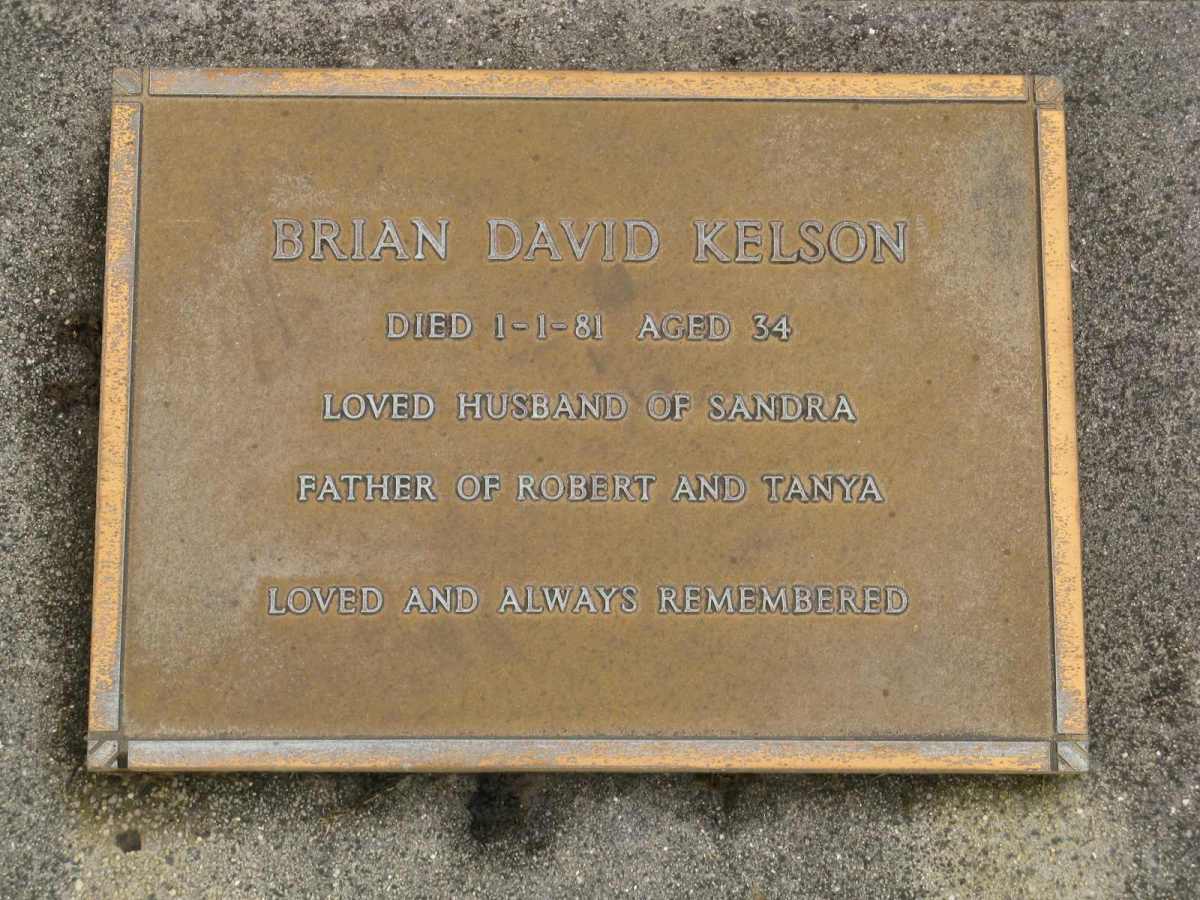 BRIAN DAVID KELSON
DIED 1-1-81 AGED 34
LOVED HUSBAND OF SANDRA
FATHER OF ROBERT AND TANYA
LOVED AND ALWAYS REMEMBERED